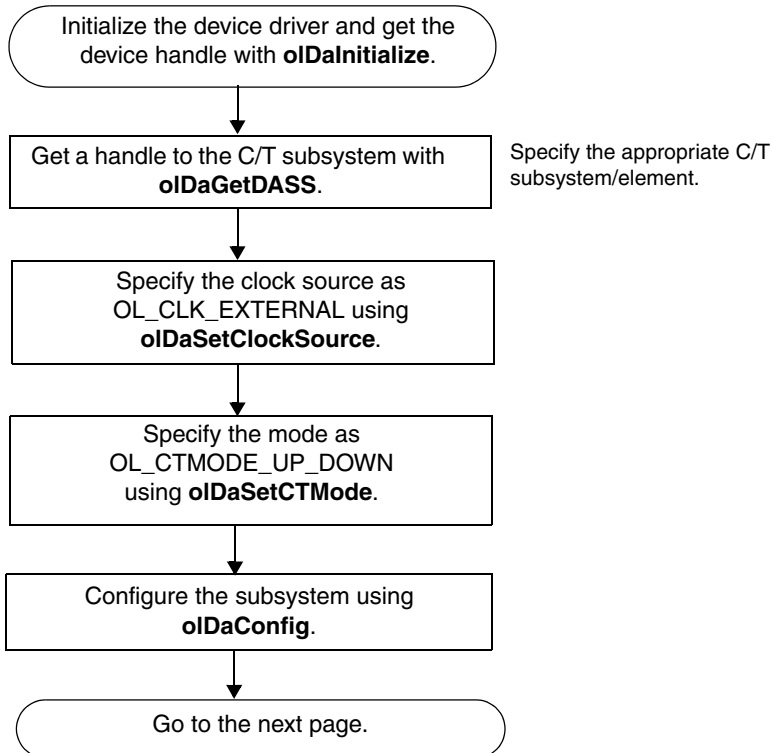 Initialize the device driver and get the
device handle with olDaInitialize.
Get a handle to the C/T subsystem with
olDaGetDASS.
Specify the appropriate C/T
subsystem/element.
Specify the clock source as
OL_CLK_EXTERNAL using
olDaSetClockSource.
Specify the mode as
OL_CTMODE_UP_DOWN
using olDaSetCTMode.
Configure the subsystem using
olDaConfig.
Go to the next page.